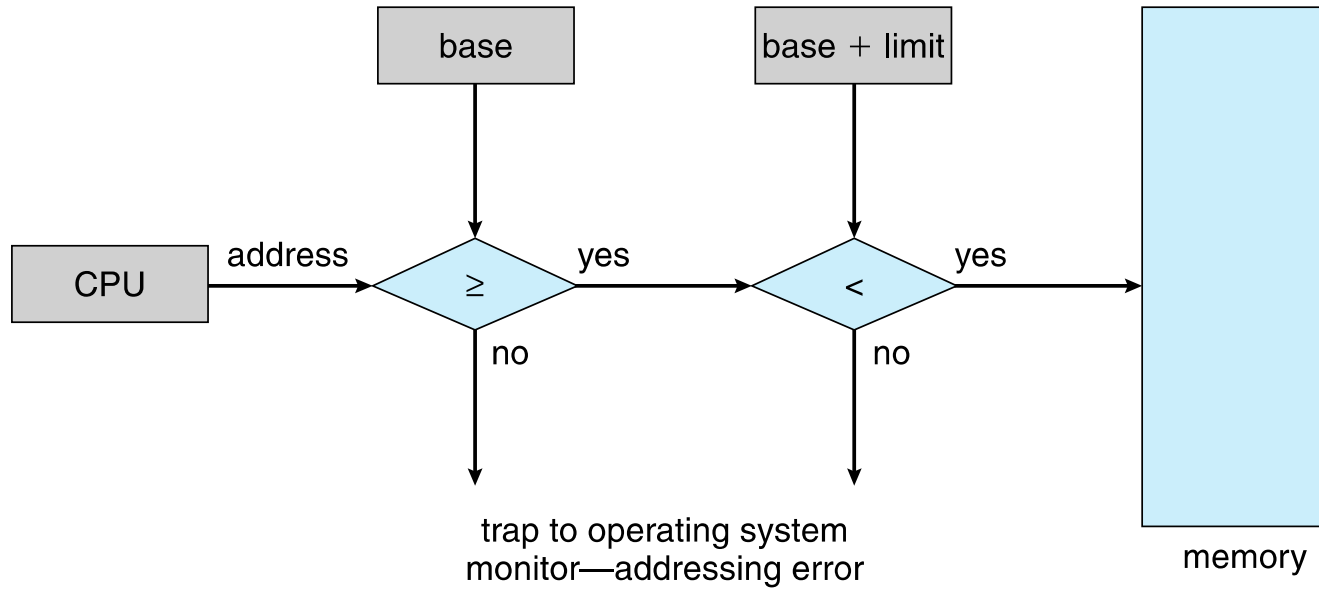 base
base + limit
CPU
address
≥
yes
<
yes
no
no
trap to operating system
monitor—addressing error
memory